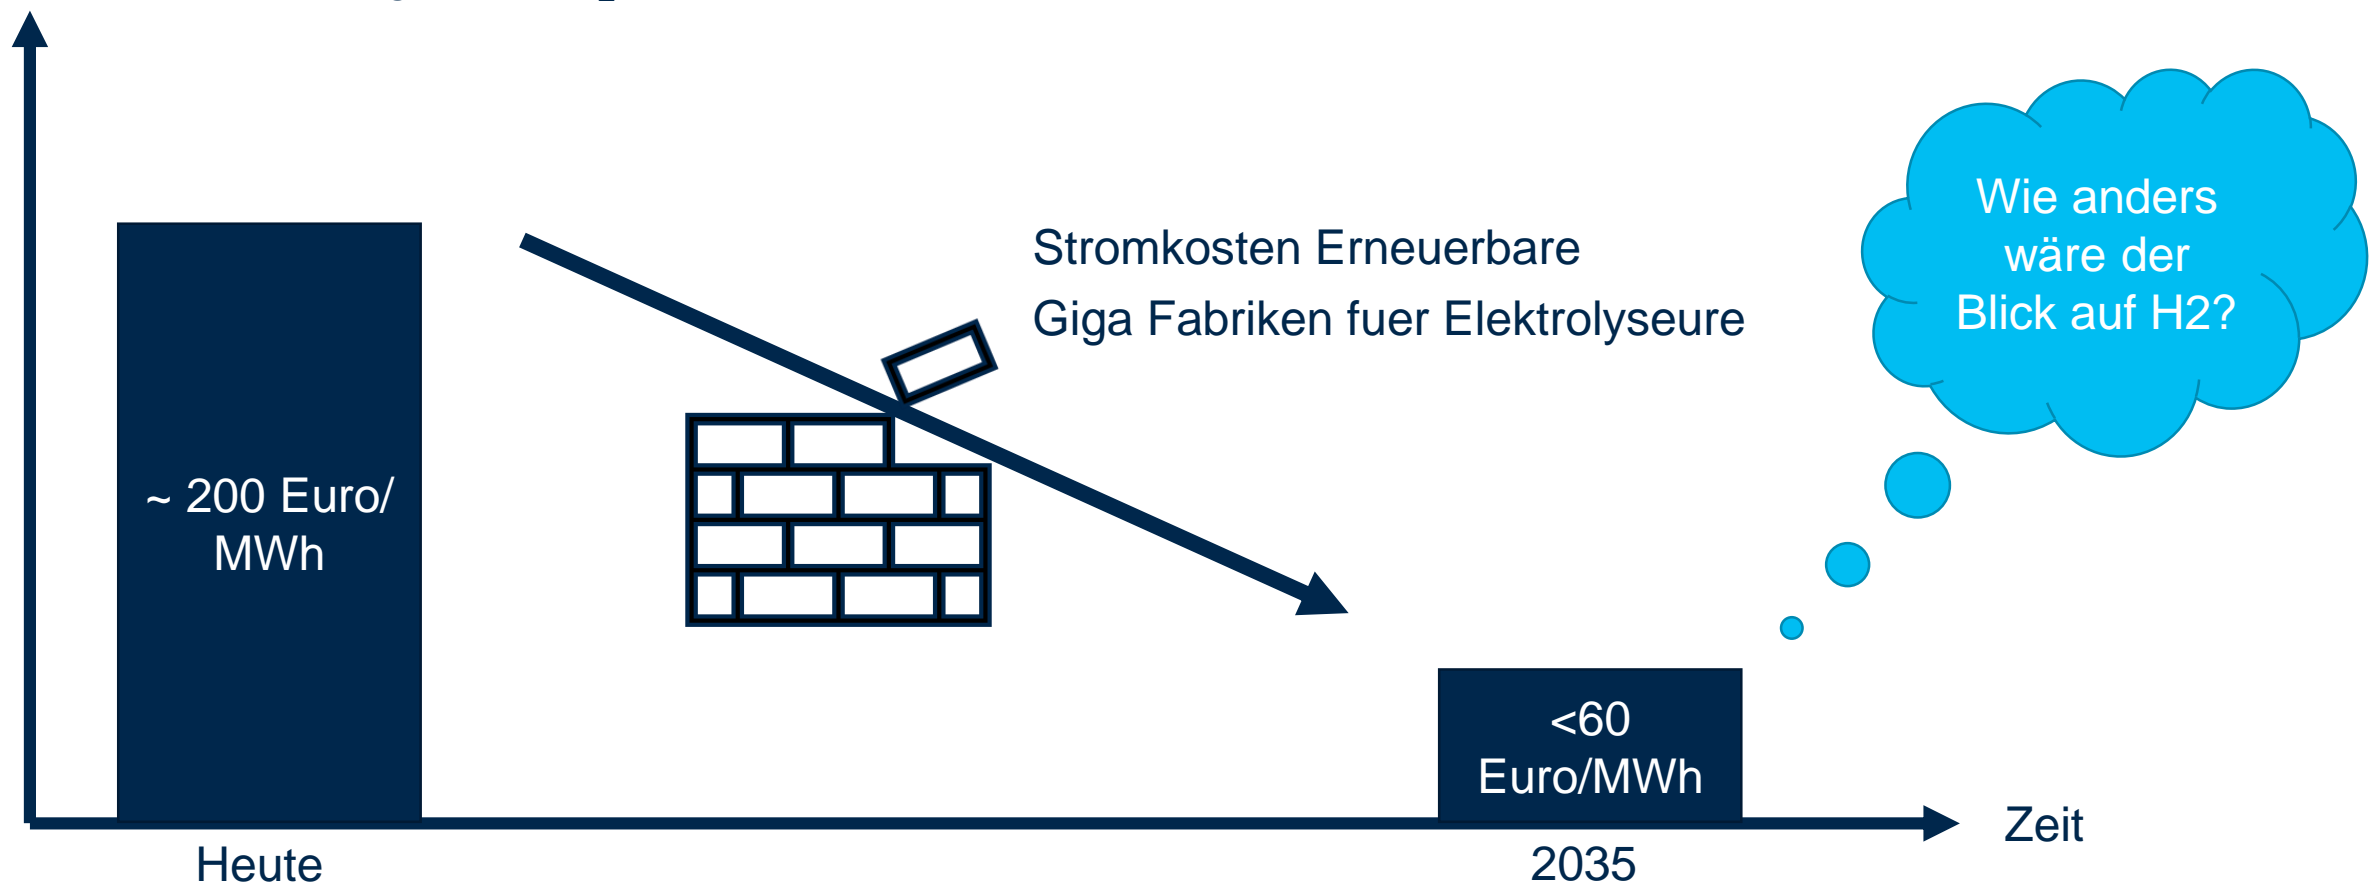 Stromkosten Erneuerbare
Giga Fabriken fuer Elektrolyseure
Wie anders
wäre der
Blick auf H2?
~ 200 Euro/
MWh
<60
Euro/MWh
Zeit
Heute
2035